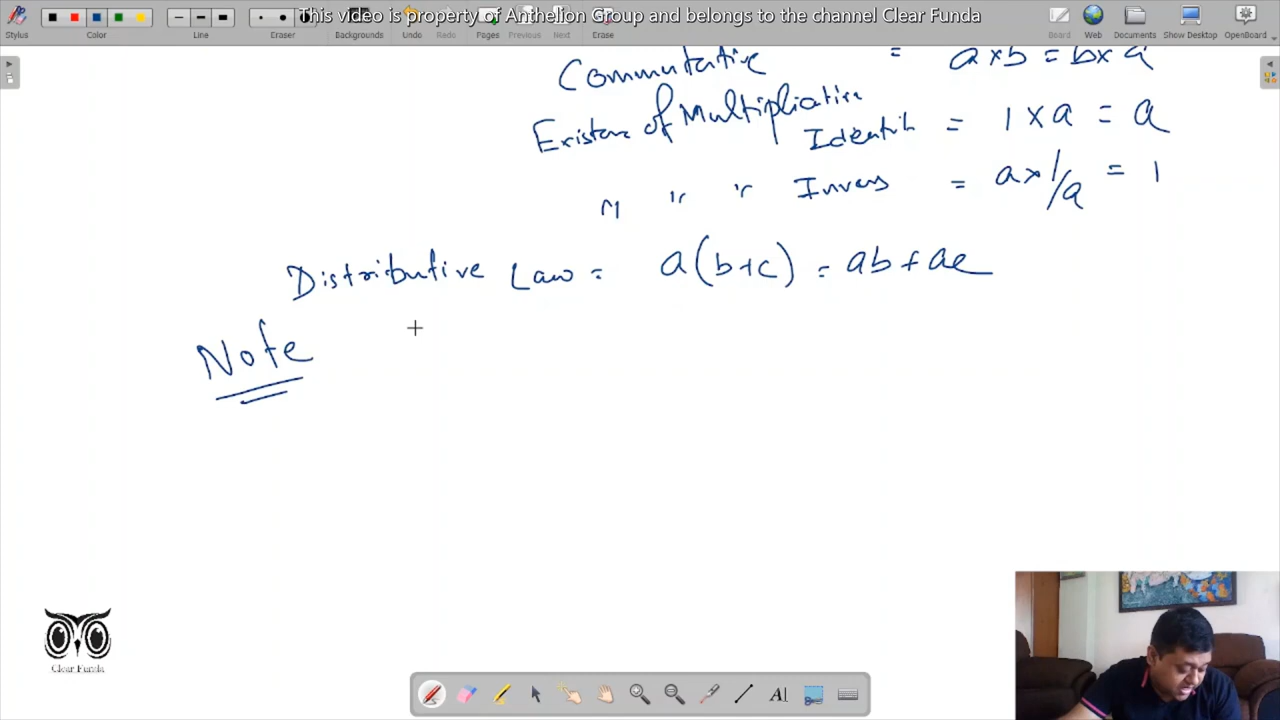 This video is property of Anthelion Group and belongs to the channel Clear Funda
Stylus Color Line Eraser Backgrounds Undo Redo Pages Previous Next Erase Board Web Documents Show Desktop OpenBoard
Commutative = a×b = b×a
Existence of Multiplicative
Identity = 1 × a = a
" " " Invers = a×1/a = 1
Distributive Law = a(b+c) = ab + ac
Note
Clear Funda